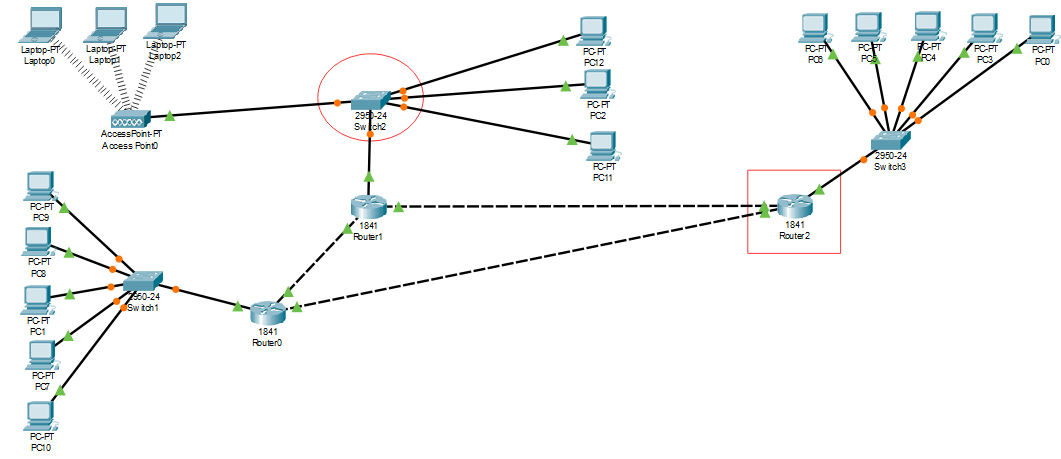 Laptop-PT
Laptop0
Laptop-PT
Laptop1
Laptop-PT
Laptop2
AccessPoint-PT
Access Point0
2950-24
Switch2
PC-PT
PC12
PC-PT
PC2
PC-PT
PC11
PC-PT
PC6
PC-PT
PC-PT
PC4
PC-PT
PC3
PC-PT
PC0
2950-24
Switch3
1841
Router1
1841
Router2
1841
Router0
2950-24
Switch1
PC-PT
PC9
PC-PT
PC8
PC-PT
PC1
PC-PT
PC7
PC-PT
PC10